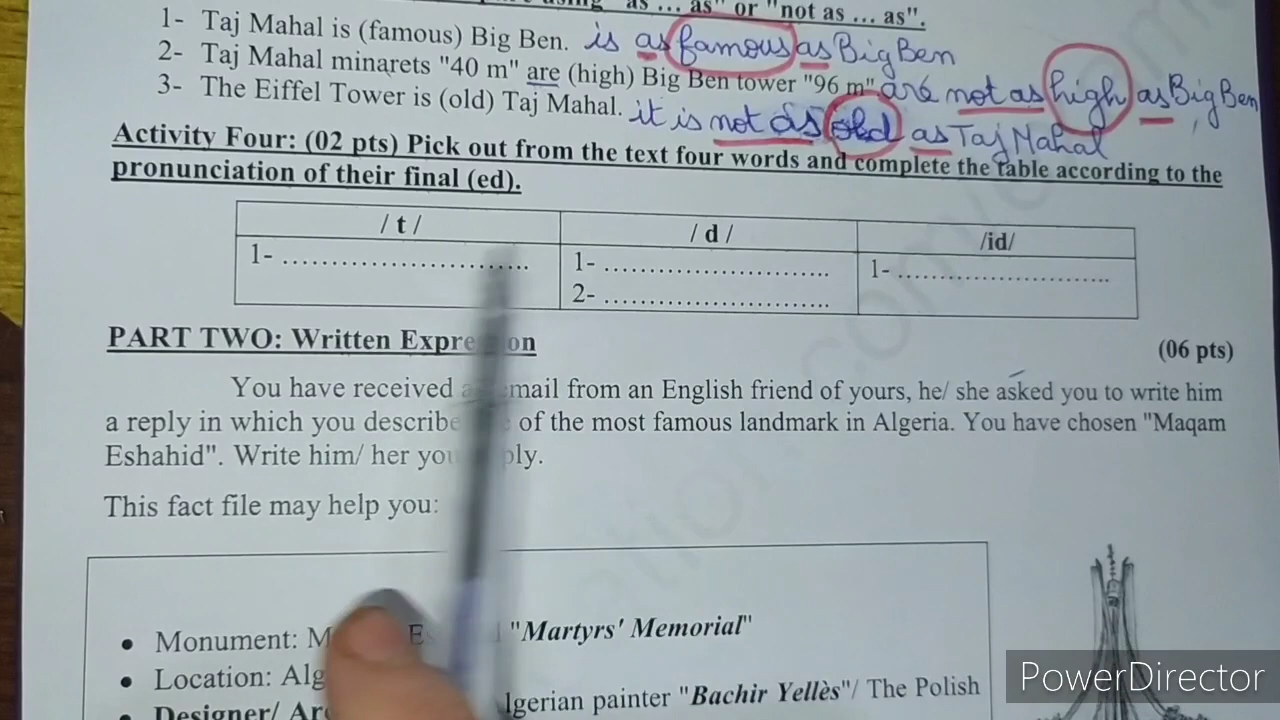 as ... as" or "not as ... as".
1- Taj Mahal is (famous) Big Ben. is as famous as Big Ben
2- Taj Mahal minarets "40 m" are (high) Big Ben tower "96 m" are not as high as Big Ben
3- The Eiffel Tower is (old) Taj Mahal. it is not as old as Taj Mahal
Activity Four: (02 pts) Pick out from the text four words and complete the table according to the
pronunciation of their final (ed).
/ t / / d / /id/
1- ............................ 1- ............................ 1- ............................
2- ............................
PART TWO: Written Expression (06 pts)
You have received email from an English friend of yours, he/ she asked you to write him
a reply in which you describe of the most famous landmark in Algeria. You have chosen "Maqam
Eshahid". Write him/ her
This fact file may help you:
• Monument: "Martyrs' Memorial"
• Location:
• Designer/ "Bachir Yellès"/ The Polish
painter
PowerDirector